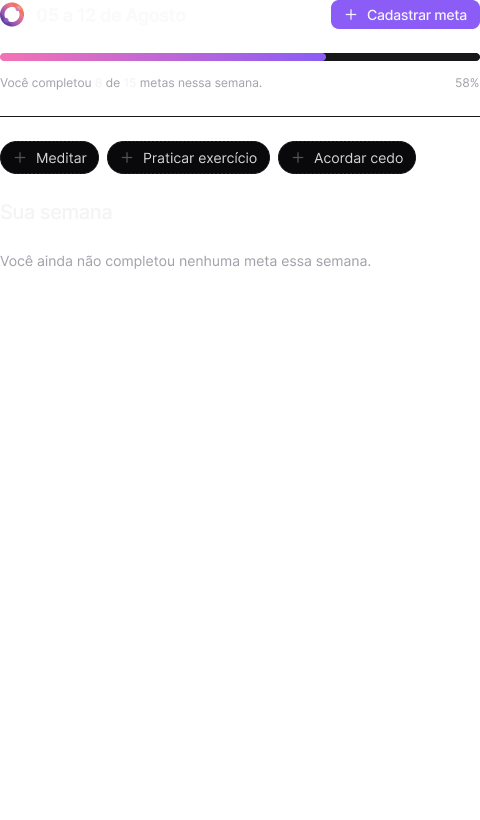 05 a 12 de Agosto
Cadastrar meta
Você completou 8 de 15 metas nessa semana.
58%
Meditar
Praticar exercício
Acordar cedo
Sua semana
Você ainda não completou nenhuma meta essa semana.